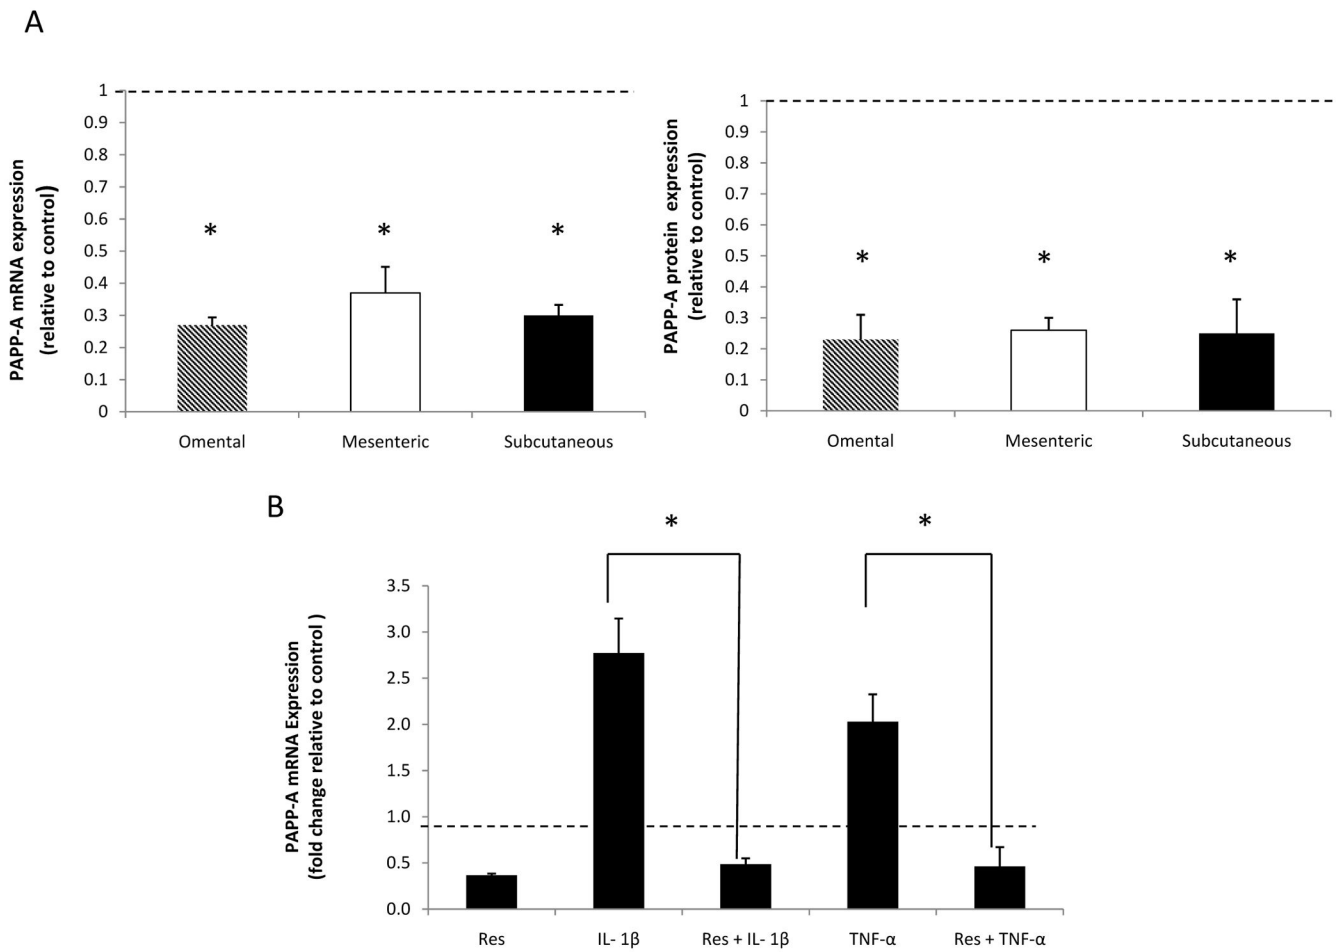 A
PAPP-A mRNA expression
(relative to control)
1
0.9
0.8
0.7
0.6
0.5
0.4
0.3
0.2
0.1
0
*
*
*
Omental
Mesenteric
Subcutaneous
PAPP-A protein expression
(relative to control)
1
0.9
0.8
0.7
0.6
0.5
0.4
0.3
0.2
0.1
0
*
*
*
Omental
Mesenteric
Subcutaneous
B
PAPP-A mRNA Expression
(fold change relative to control )
3.5
3.0
2.5
2.0
1.5
1.0
0.5
0.0
*
*
Res
IL- 1β
Res + IL- 1β
TNF-α
Res + TNF-α